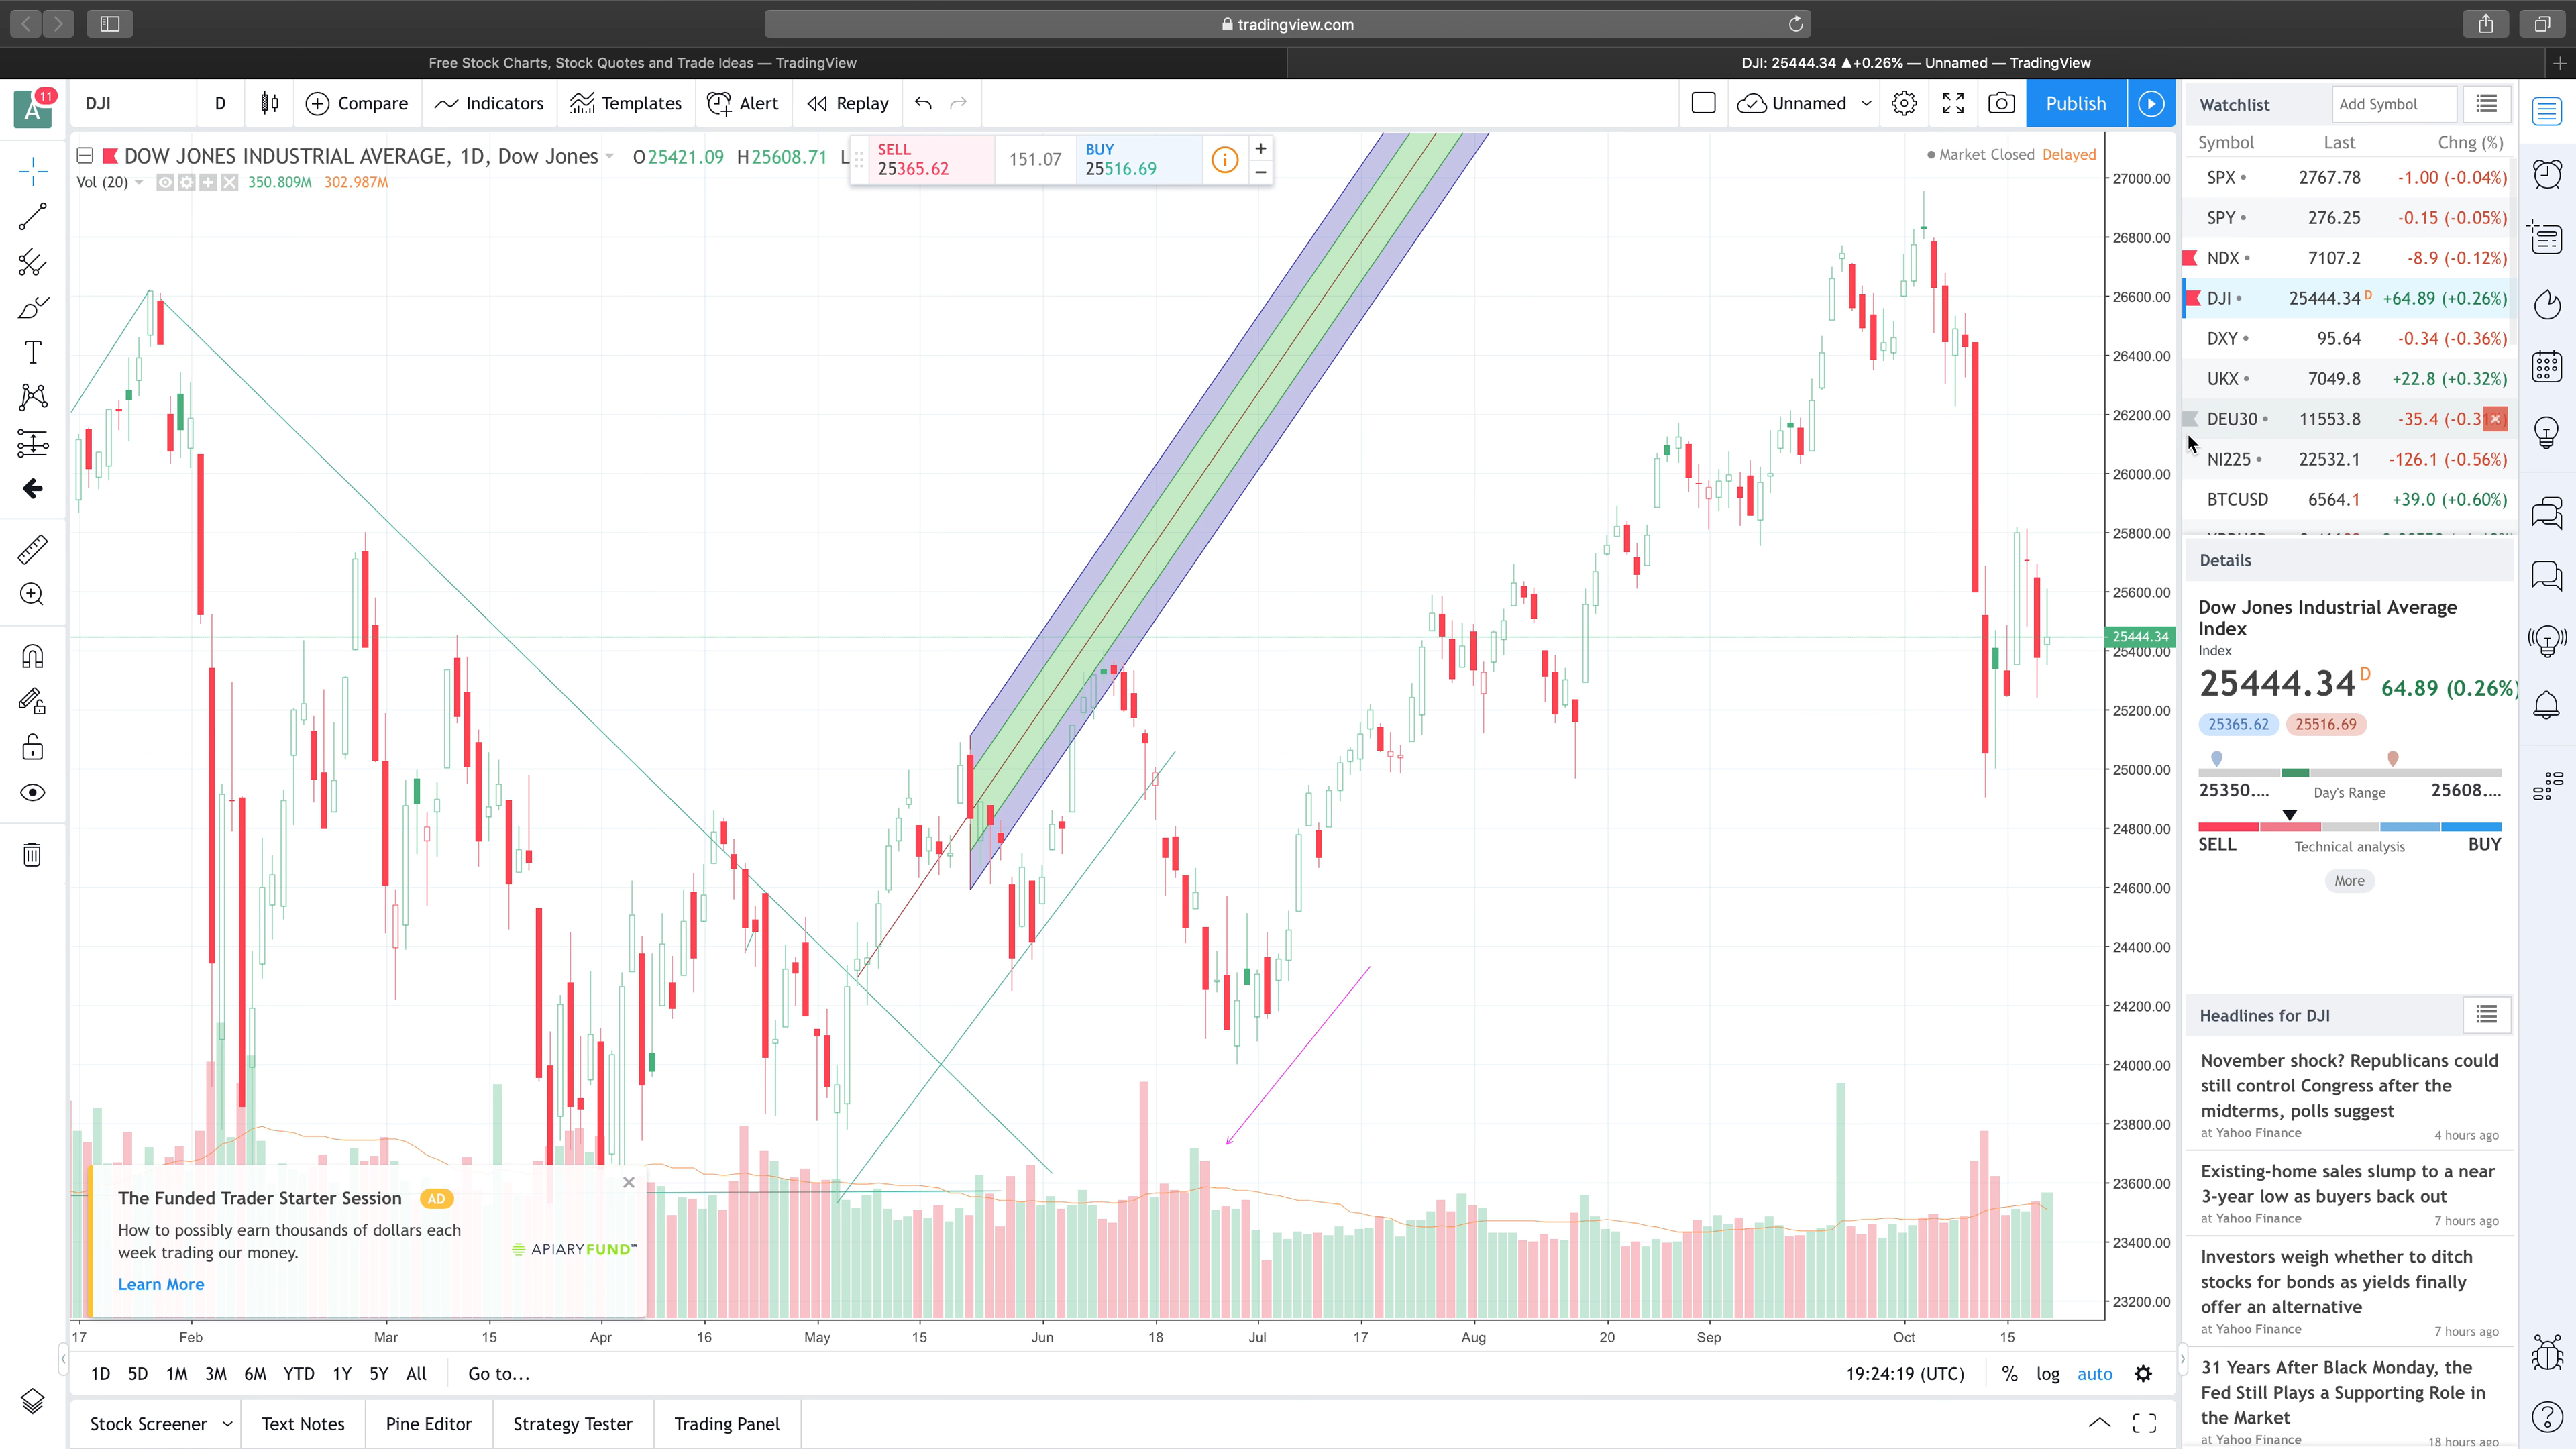 tradingview.com
Free Stock Charts, Stock Quotes and Trade Ideas — TradingView
DJI: 25444.34 ▲+0.26% — Unnamed — TradingView
A 11
DJI D Compare Indicators Templates Alert Replay Unnamed Publish
DOW JONES INDUSTRIAL AVERAGE, 1D, Dow Jones O25421.09 H25608.71 L
Vol (20) 350.809M 302.987M
SELL
25365.62
151.07
BUY
25516.69
Market Closed Delayed
27000.00
26800.00
26600.00
26400.00
26200.00
26000.00
25800.00
25600.00
25444.34
25400.00
25200.00
25000.00
24800.00
24600.00
24400.00
24200.00
24000.00
23800.00
23600.00
23400.00
23200.00
The Funded Trader Starter Session AD
How to possibly earn thousands of dollars each
week trading our money.
APIARYFUND™
Learn More
17 Feb Mar 15 Apr 16 May 15 Jun 18 Jul 17 Aug 20 Sep Oct 15
1D 5D 1M 3M 6M YTD 1Y 5Y All Go to... 19:24:19 (UTC) % log auto
Stock Screener Text Notes Pine Editor Strategy Tester Trading Panel
Watchlist Add Symbol
Symbol Last Chng (%)
SPX 2767.78 -1.00 (-0.04%)
SPY 276.25 -0.15 (-0.05%)
NDX 7107.2 -8.9 (-0.12%)
DJI 25444.34 D +64.89 (+0.26%)
DXY 95.64 -0.34 (-0.36%)
UKX 7049.8 +22.8 (+0.32%)
DEU30 11553.8 -35.4 (-0.31
NI225 22532.1 -126.1 (-0.56%)
BTCUSD 6564.1 +39.0 (+0.60%)
Details
Dow Jones Industrial Average
Index
Index
25444.34 D 64.89 (0.26%)
25365.62 25516.69
25350.... Day's Range 25608....
SELL Technical analysis BUY
More
Headlines for DJI
November shock? Republicans could
still control Congress after the
midterms, polls suggest
at Yahoo Finance 4 hours ago
Existing-home sales slump to a near
3-year low as buyers back out
at Yahoo Finance 7 hours ago
Investors weigh whether to ditch
stocks for bonds as yields finally
offer an alternative
at Yahoo Finance 7 hours ago
31 Years After Black Monday, the
Fed Still Plays a Supporting Role in
the Market
at Yahoo Finance 18 hours ago